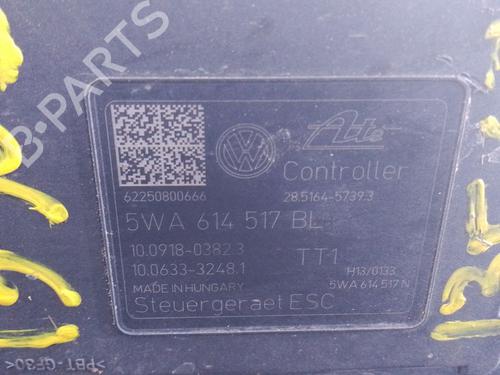 B-PARTS
Ate
Controller
62250800666
28.5164-5739.3
5WA 614 517 BL
10.0918-0382.3
TT1
10.0633-3248.1
H13/0133
MADE IN HUNGARY
5WA 614 517 N
Steuergeraet ESC
>PBT-GF30<